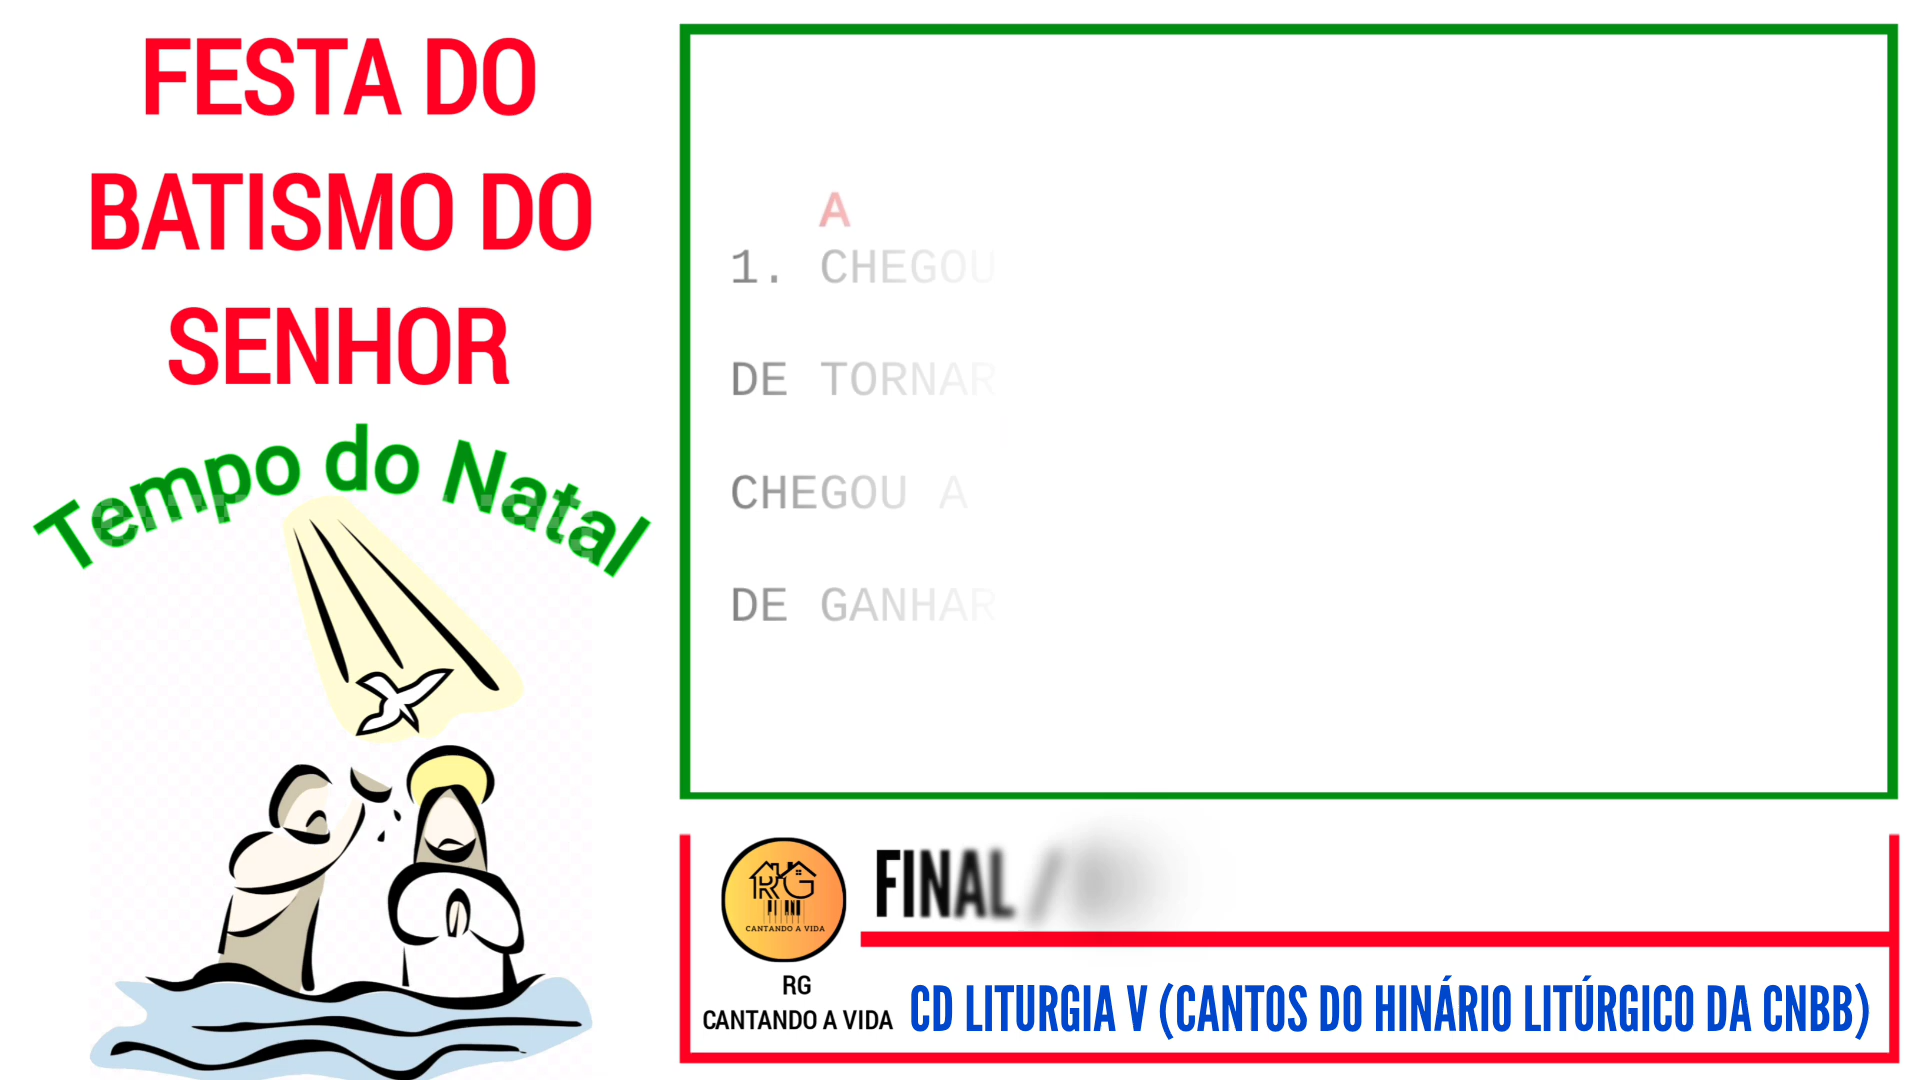 FESTA DO
BATISMO DO
SENHOR
Tempo do Natal
A
1. CHEGOU
DE TORNAR
CHEGOU A
DE GANHAR
RG
CANTANDO A VIDA
FINAL /
RG
CANTANDO A VIDA
CD LITURGIA V (CANTOS DO HINÁRIO LITÚRGICO DA CNBB)